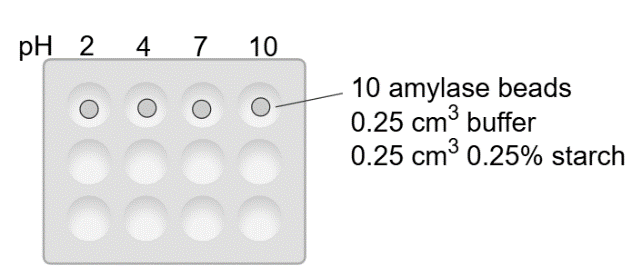 pH 2 4 7 10
10 amylase beads
0.25 cm³ buffer
0.25 cm³ 0.25% starch